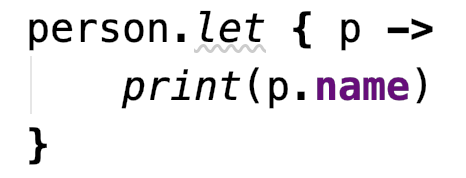 person.let { p ->
    print(p.name)
}